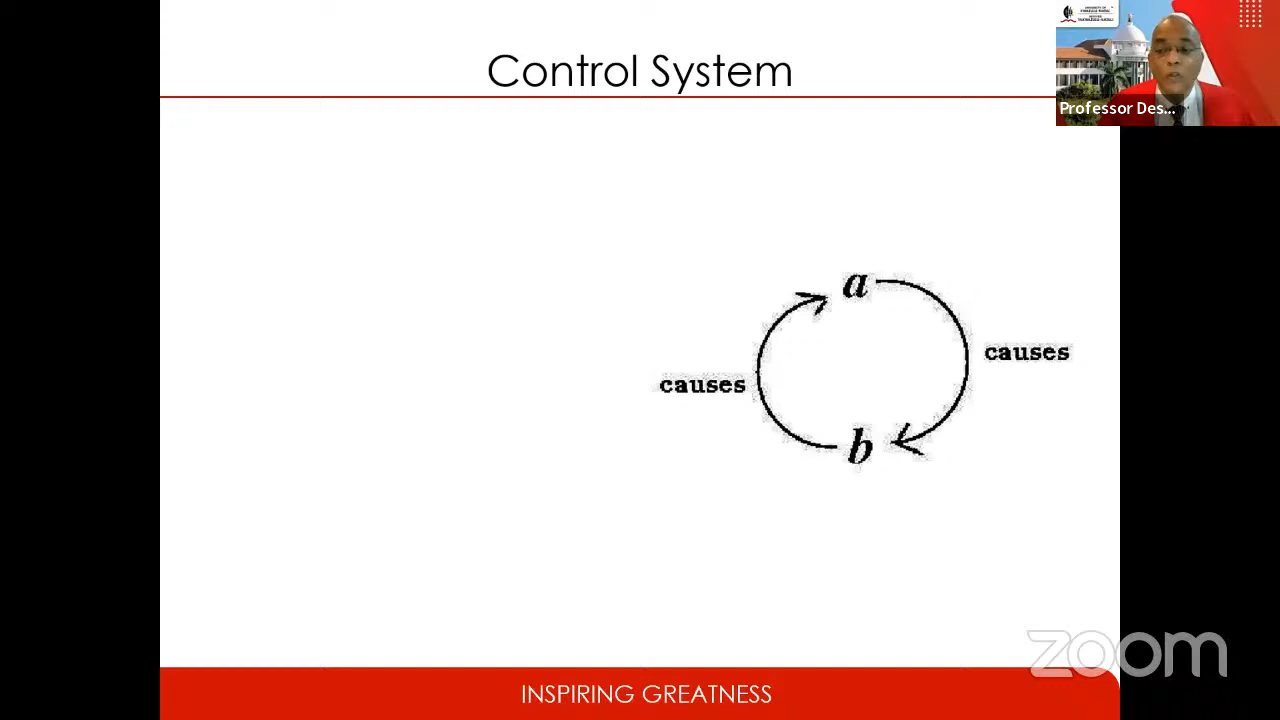 Control System
Professor Des...
a
causes
causes
b
zoom
INSPIRING GREATNESS